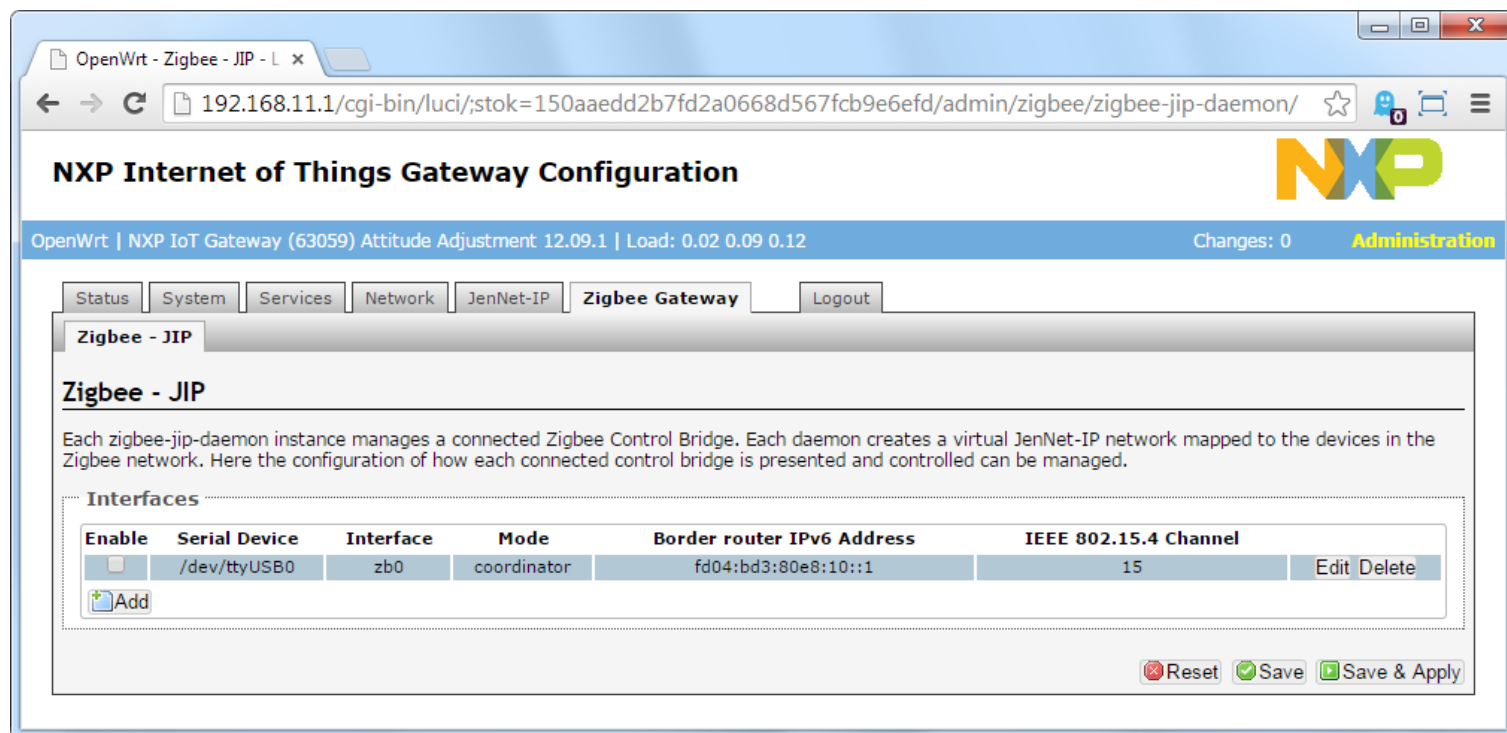 OpenWrt - Zigbee - JIP - L
192.168.11.1/cgi-bin/luci/;stok=150aaedd2b7fd2a0668d567fcb9e6efd/admin/zigbee/zigbee-jip-daemon/
0
NXP Internet of Things Gateway Configuration
NXP
OpenWrt | NXP IoT Gateway (63059) Attitude Adjustment 12.09.1 | Load: 0.02 0.09 0.12 Changes: 0 Administration
Status System Services Network JenNet-IP Zigbee Gateway Logout
Zigbee - JIP
Zigbee - JIP
Each zigbee-jip-daemon instance manages a connected Zigbee Control Bridge. Each daemon creates a virtual JenNet-IP network mapped to the devices in the
Zigbee network. Here the configuration of how each connected control bridge is presented and controlled can be managed.
Interfaces
Enable Serial Device Interface Mode Border router IPv6 Address IEEE 802.15.4 Channel
/dev/ttyUSB0 zb0 coordinator fd04:bd3:80e8:10::1 15 Edit Delete
Add
Reset Save Save & Apply